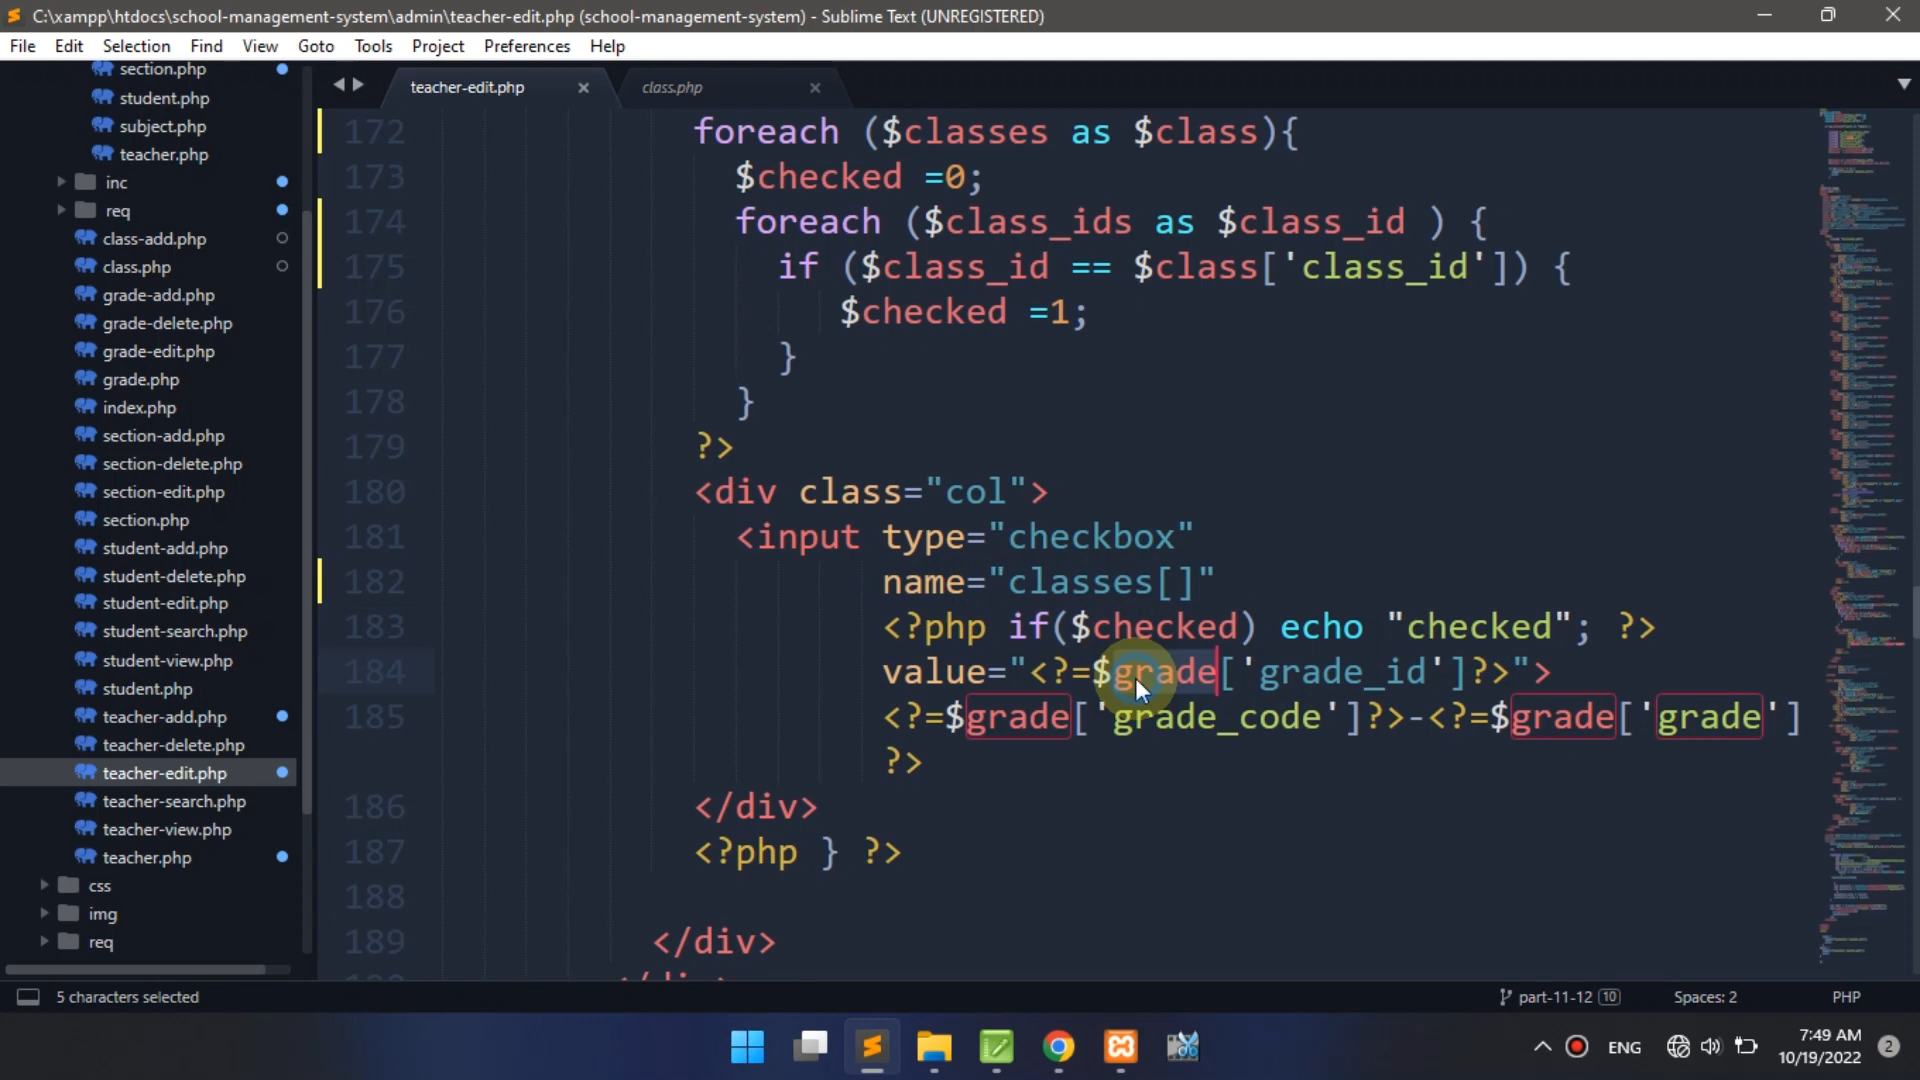 C:\xampp\htdocs\school-management-system\admin\teacher-edit.php (school-management-system) - Sublime Text (UNREGISTERED)
File Edit Selection Find View Goto Tools Project Preferences Help
section.php
student.php
subject.php
teacher.php
inc
req
class-add.php
class.php
grade-add.php
grade-delete.php
grade-edit.php
grade.php
index.php
section-add.php
section-delete.php
section-edit.php
section.php
student-add.php
student-delete.php
student-edit.php
student-search.php
student-view.php
student.php
teacher-add.php
teacher-delete.php
teacher-edit.php
teacher-search.php
teacher-view.php
teacher.php
css
img
req
teacher-edit.php class.php
172 foreach ($classes as $class){
173 $checked =0;
174 foreach ($class_ids as $class_id ) {
175 if ($class_id == $class['class_id']) {
176 $checked =1;
177 }
178 }
179 ?>
180 <div class="col">
181 <input type="checkbox"
182 name="classes[]"
183 <?php if($checked) echo "checked"; ?>
184 value="<?=$grade['grade_id']?>">
185 <?=$grade['grade_code']?>-<?=$grade['grade']
?>
186 </div>
187 <?php } ?>
188
189 </div>
5 characters selected
part-11-12 10 Spaces: 2 PHP
ENG
7:49 AM
10/19/2022
2